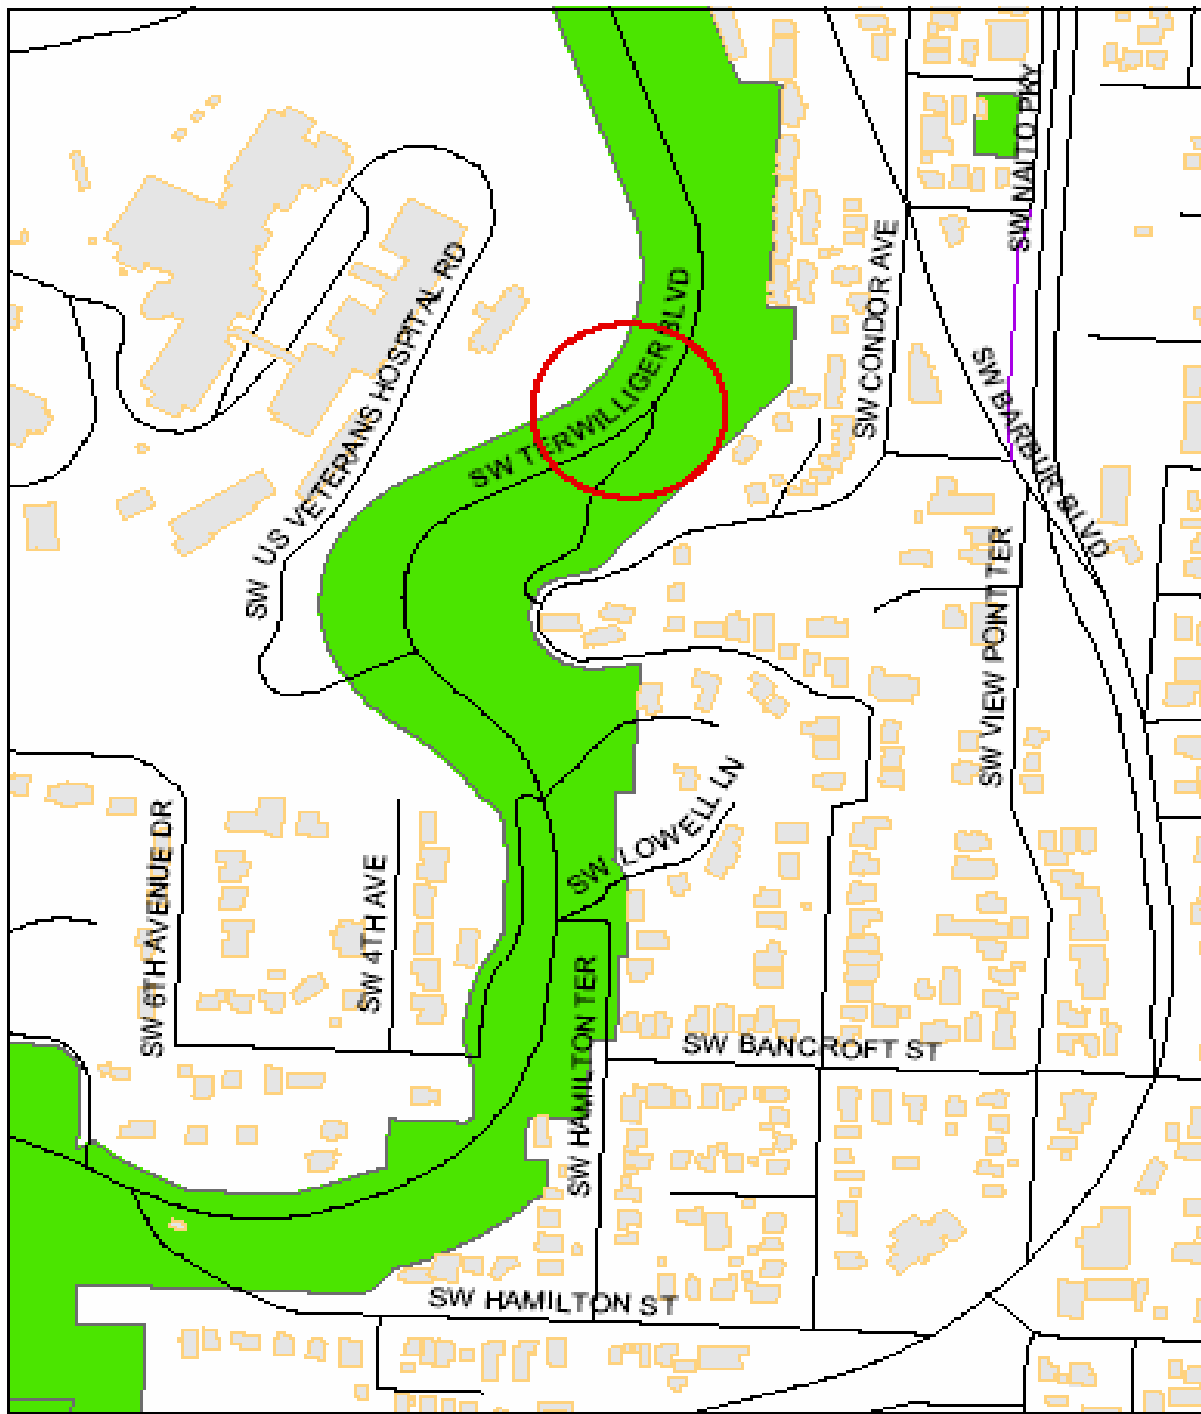 SW NAITO PKY
SW CONDOR AVE
SW TERWILLIGER BLVD
SW US VETERANS HOSPITAL RD
SW BARBUR BLVD
SW VIEW POINT TER
SW LOWELL LN
SW 6TH AVENUE DR
SW 4TH AVE
SW HAMILTON TER
SW BANCROFT ST
SW HAMILTON ST